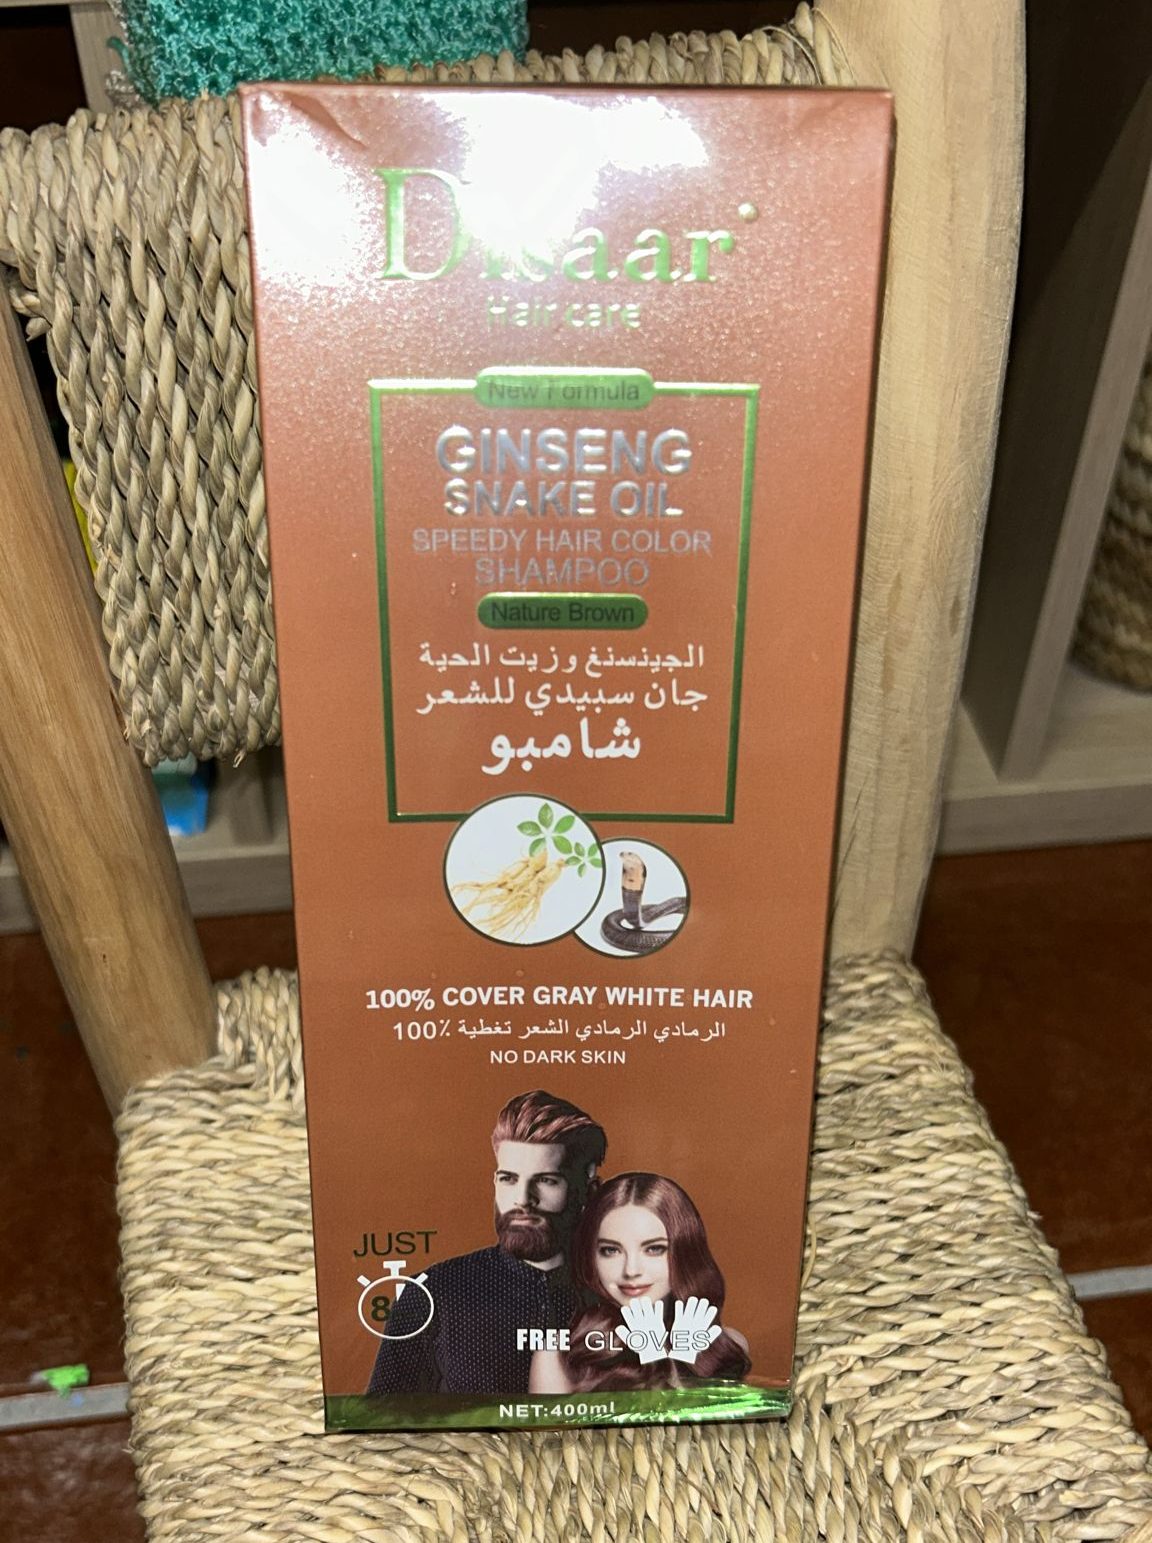 Hair care
New Formula
GINSENG
SNAKE OIL
SPEEDY HAIR COLOR
SHAMPOO
Nature Brown
الجينسنغ وزيت الحية
جان سبيدي للشعر
شامبو
100% COVER GRAY WHITE HAIR
الرمادي الرمادي الشعر تغطية 100٪
NO DARK SKIN
JUST
8
FREE GLOVES
NET:400ml